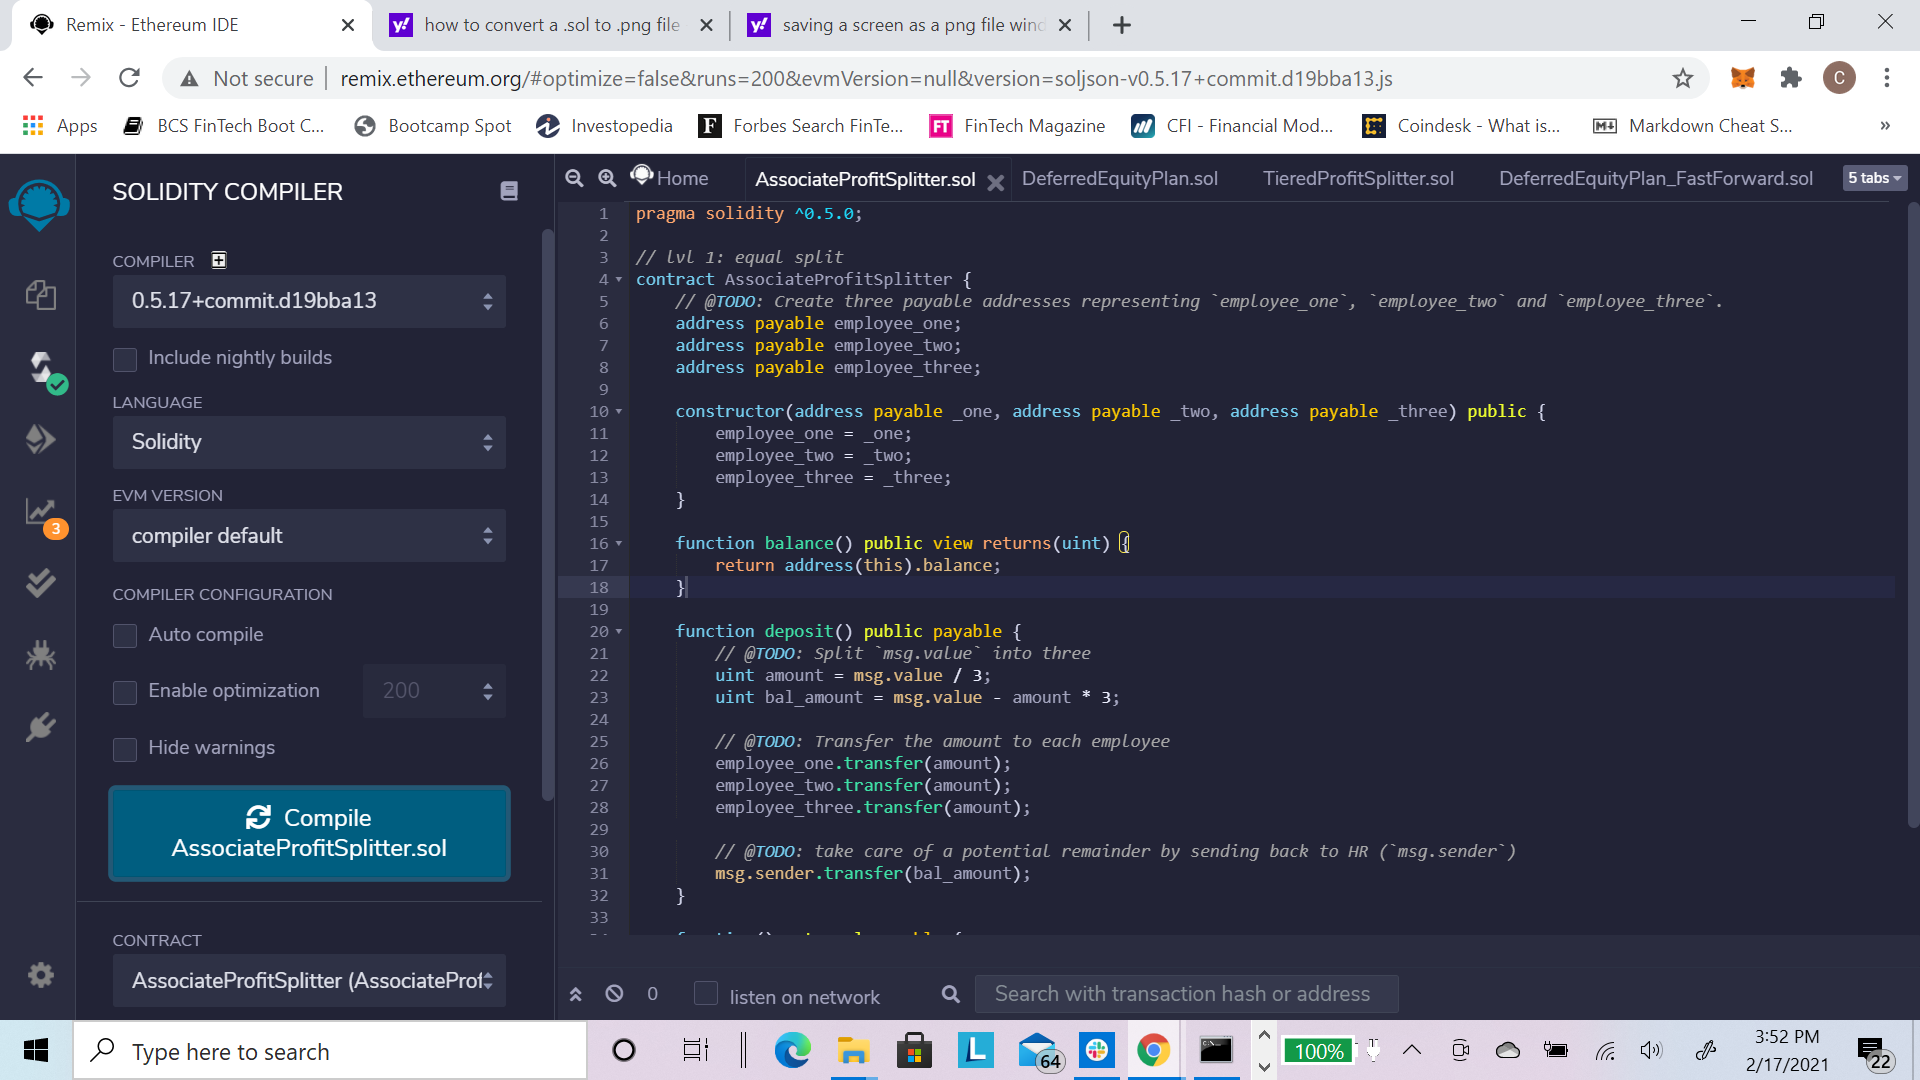 Remix - Ethereum IDE
how to convert a .sol to .png file
saving a screen as a png file wind
Not secure
remix.ethereum.org/#optimize=false&runs=200&evmVersion=null&version=soljson-v0.5.17+commit.d19bba13.js
C
Apps
BCS FinTech Boot C...
Bootcamp Spot
Investopedia
F
Forbes Search FinTe...
FT
FinTech Magazine
CFI - Financial Mod...
Coindesk - What is...
Markdown Cheat S...
»
SOLIDITY COMPILER
Home
AssociateProfitSplitter.sol
DeferredEquityPlan.sol
TieredProfitSplitter.sol
DeferredEquityPlan_FastForward.sol
5 tabs
COMPILER
0.5.17+commit.d19bba13
Include nightly builds
LANGUAGE
Solidity
EVM VERSION
compiler default
COMPILER CONFIGURATION
Auto compile
Enable optimization
200
Hide warnings
Compile
AssociateProfitSplitter.sol
CONTRACT
AssociateProfitSplitter (AssociateProf
3
1 pragma solidity ^0.5.0;
2
3 // lvl 1: equal split
4 contract AssociateProfitSplitter {
5 // @TODO: Create three payable addresses representing `employee_one`, `employee_two` and `employee_three`.
6 address payable employee_one;
7 address payable employee_two;
8 address payable employee_three;
9
10 constructor(address payable _one, address payable _two, address payable _three) public {
11 employee_one = _one;
12 employee_two = _two;
13 employee_three = _three;
14 }
15
16 function balance() public view returns(uint) {
17 return address(this).balance;
18 }
19
20 function deposit() public payable {
21 // @TODO: Split `msg.value` into three
22 uint amount = msg.value / 3;
23 uint bal_amount = msg.value - amount * 3;
24
25 // @TODO: Transfer the amount to each employee
26 employee_one.transfer(amount);
27 employee_two.transfer(amount);
28 employee_three.transfer(amount);
29
30 // @TODO: take care of a potential remainder by sending back to HR (`msg.sender`)
31 msg.sender.transfer(bal_amount);
32 }
33
0
listen on network
Search with transaction hash or address
Type here to search
L
64
100%
3:52 PM
2/17/2021
22